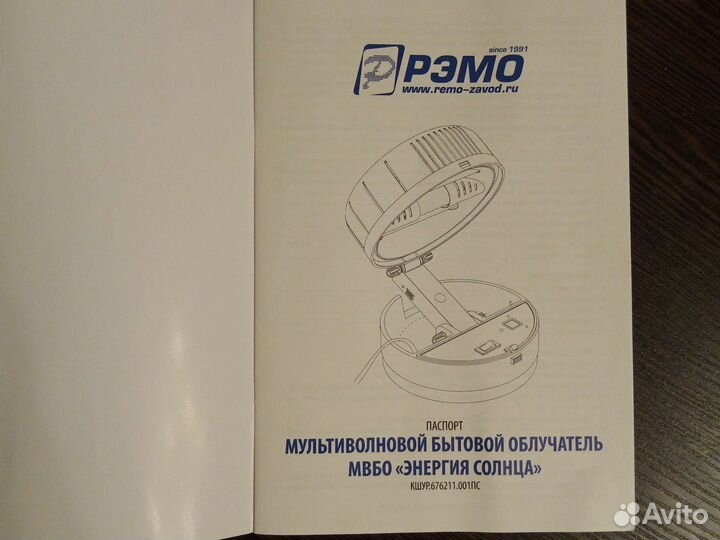 since 1991
РЭМО
www.remo-zavod.ru
ПАСПОРТ
МУЛЬТИВОЛНОВОЙ БЫТОВОЙ ОБЛУЧАТЕЛЬ
МВБО «ЭНЕРГИЯ СОЛНЦА»
КШУР.676211.001ПС
Avito